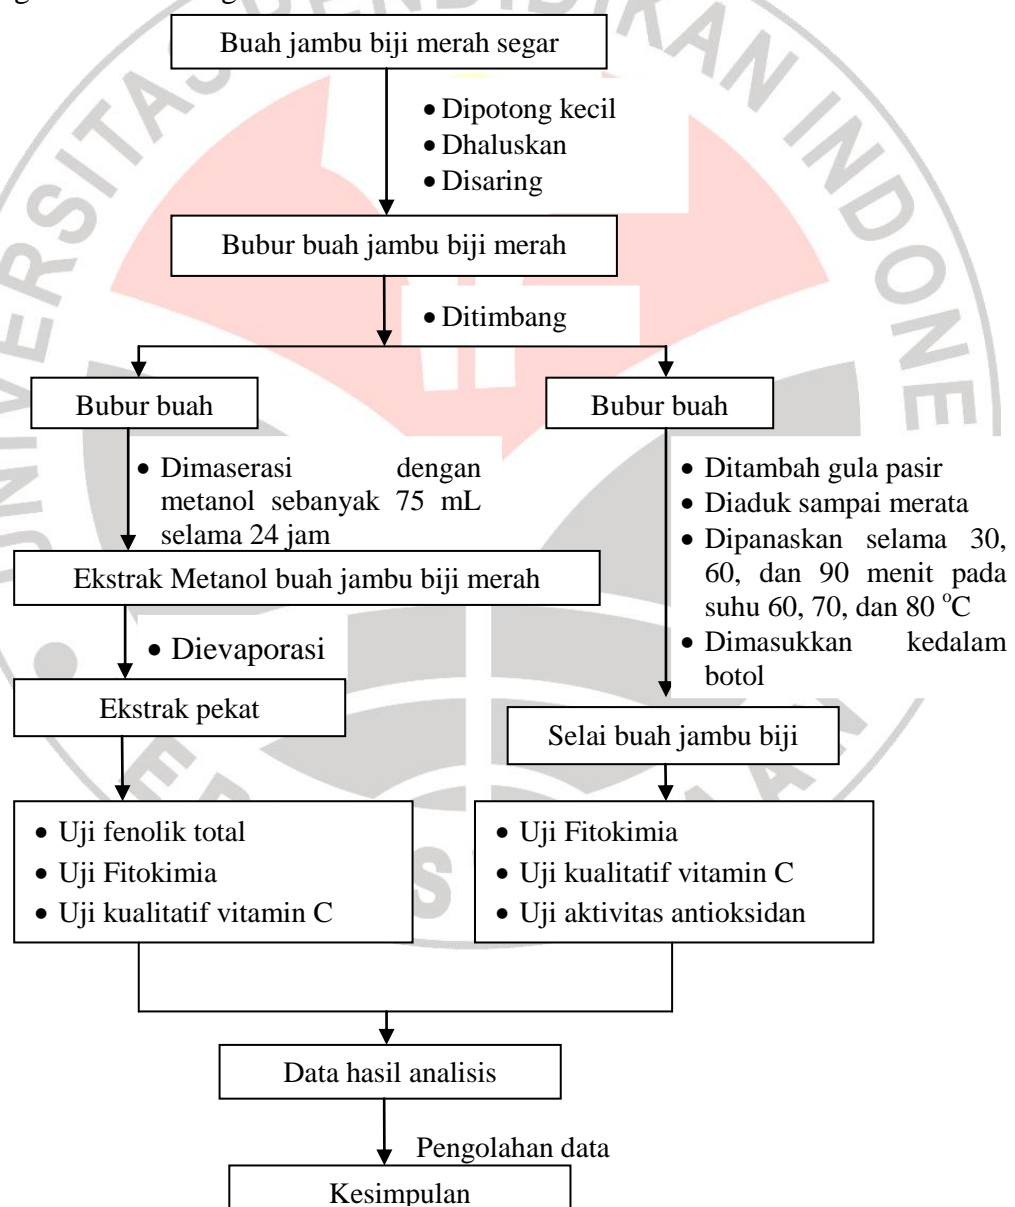 Buah jambu biji merah segar
• Dipotong kecil
• Dhaluskan
• Disaring
Bubur buah jambu biji merah
• Ditimbang
Bubur buah
Bubur buah
• Dimaserasi dengan
metanol sebanyak 75 mL
selama 24 jam
• Ditambah gula pasir
• Diaduk sampai merata
• Dipanaskan selama 30,
60, dan 90 menit pada
suhu 60, 70, dan 80 °C
• Dimasukkan kedalam
botol
Ekstrak Metanol buah jambu biji merah
• Dievaporasi
Ekstrak pekat
Selai buah jambu biji
• Uji fenolik total
• Uji Fitokimia
• Uji kualitatif vitamin C
• Uji Fitokimia
• Uji kualitatif vitamin C
• Uji aktivitas antioksidan
Data hasil analisis
Pengolahan data
Kesimpulan